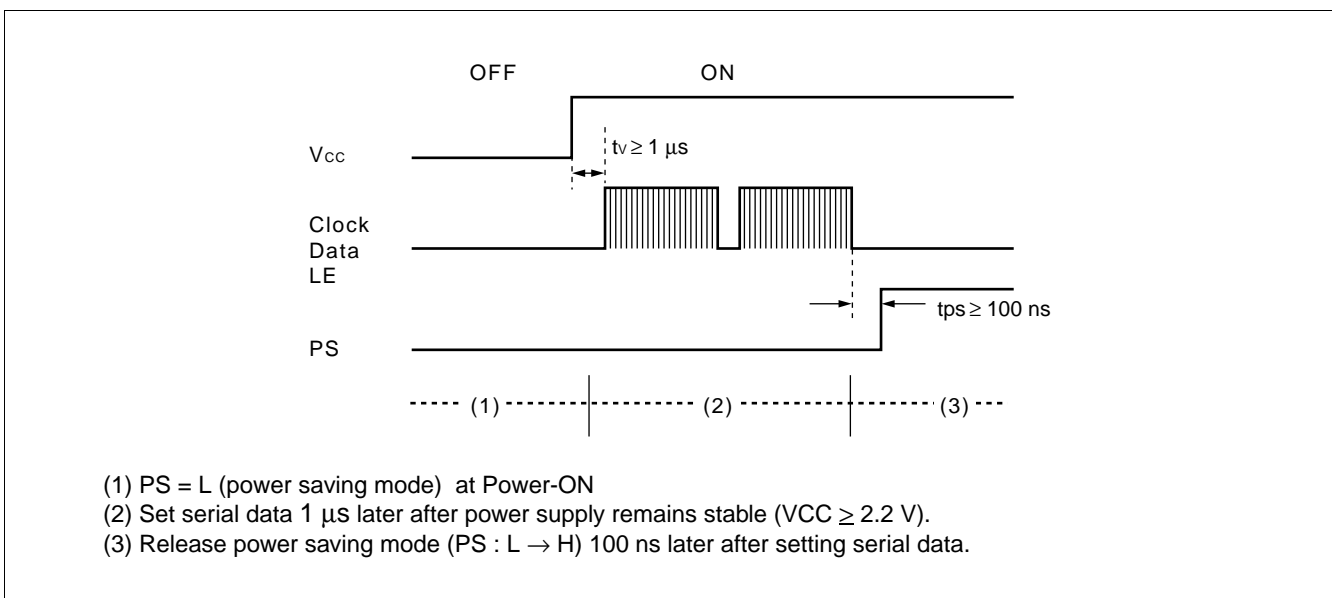 OFF ON
Vcc
tv ≥ 1 μs
Clock
Data
LE
tps ≥ 100 ns
PS
(1) (2) (3)
(1) PS = L (power saving mode) at Power-ON
(2) Set serial data 1 μs later after power supply remains stable (VCC ≥ 2.2 V).
(3) Release power saving mode (PS : L → H) 100 ns later after setting serial data.